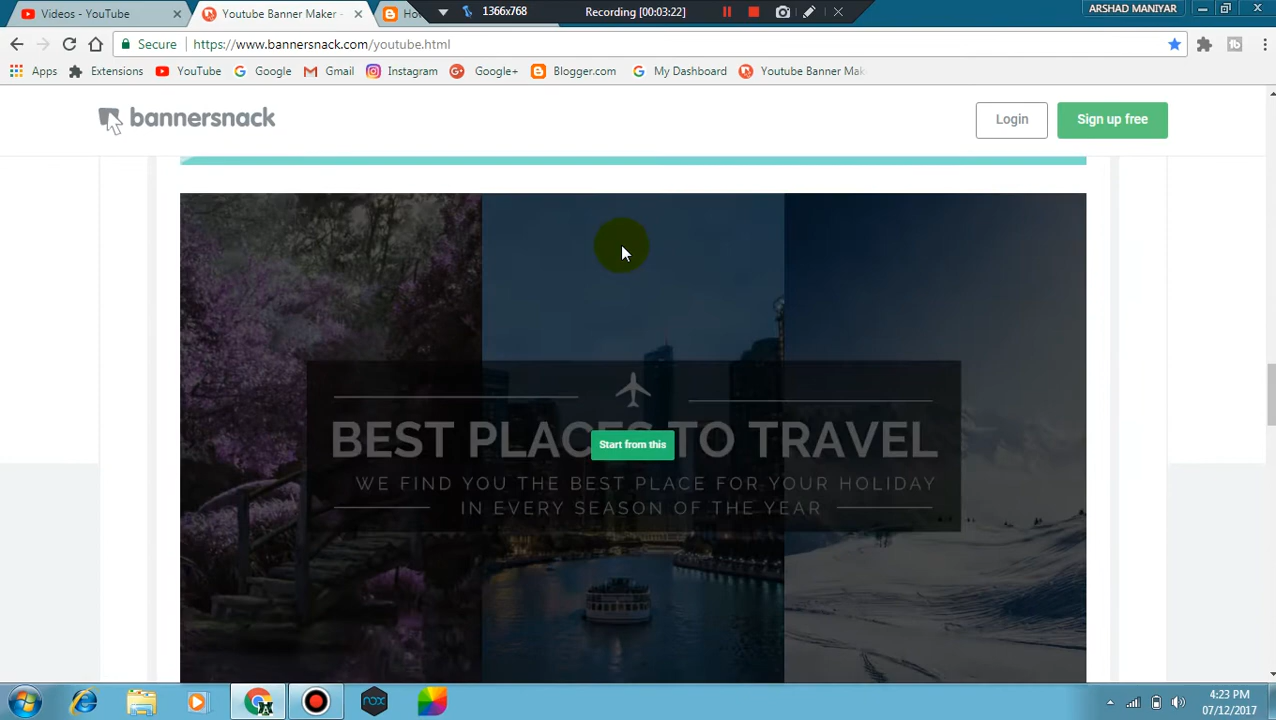 Videos - YouTube
Youtube Banner Maker -
1366x768
Recording [00:03:22]
ARSHAD MANIYAR
Secure
https://www.bannersnack.com/youtube.html
Apps
Extensions
YouTube
Google
Gmail
Instagram
Google+
Blogger.com
My Dashboard
Youtube Banner Mak
bannersnack
Login
Sign up free
BEST PLACES TO TRAVEL
Start from this
WE FIND YOU THE BEST PLACE FOR YOUR HOLIDAY
IN EVERY SEASON OF THE YEAR
nox
4:23 PM
07/12/2017